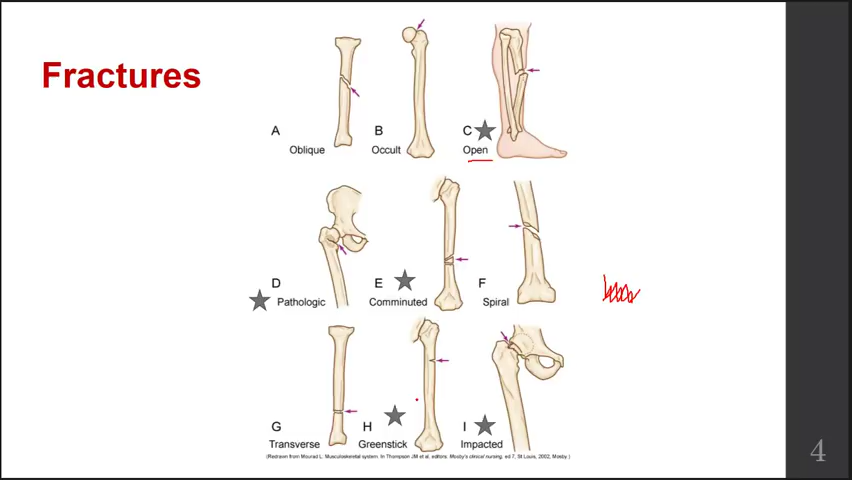 Fractures
A
Oblique
B
Occult
C
Open
D
Pathologic
E
Comminuted
F
Spiral
G
Transverse
H
Greenstick
I
Impacted
(Redrawn from Mourad L: Musculoskeletal system. In Thompson JM et al, editors: Mosby's clinical nursing, ed 7, St Louis, 2002, Mosby.)
4